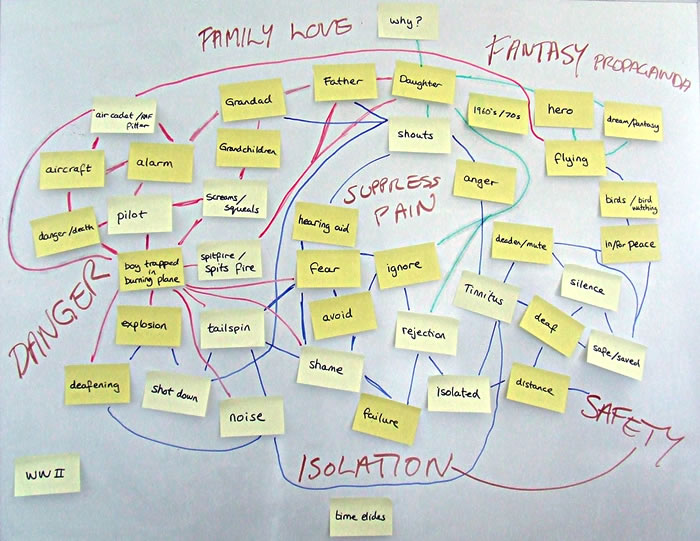 why?
FAMILY LOVE
FANTASY PROPAGANDA
Grandad
Father
Daughter
1960's/70s
hero
dream/fantasy
air cadet/RAF
shouts
Grandchildren
aircraft
alarm
anger
flying
SUPPRESS
PAIN
pilot
Screams/
squeals
birds / bird
watching
danger/death
hearing aid
deaden/mute
in/for peace
boy trapped
in
burning plane
spitfire/
spits fire
fear
ignore
Tinnitus
silence
DANGER
explosion
tailspin
avoid
rejection
deaf
safe/saved
deafening
shot down
shame
Isolated
distance
noise
failure
SAFETY
ISOLATION
WW II
time elides